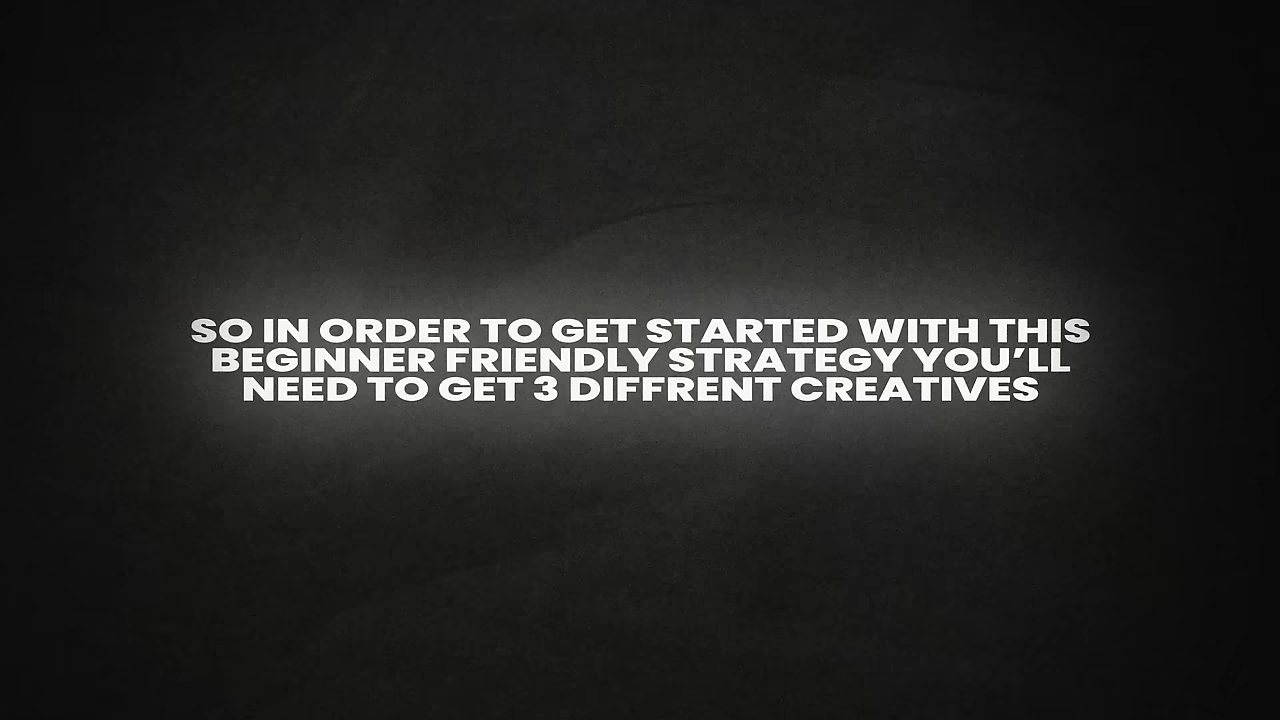 SO IN ORDER TO GET STARTED WITH THIS
BEGINNER FRIENDLY STRATEGY YOU’LL
NEED TO GET 3 DIFFRENT CREATIVES